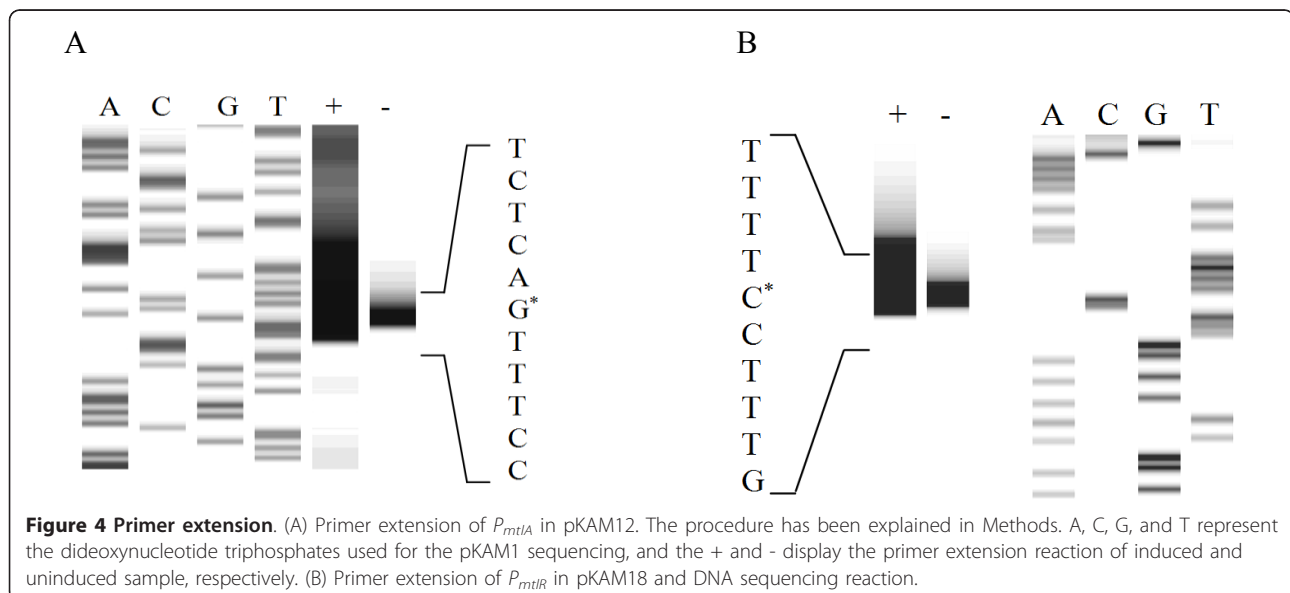 A
B
A C G T + -
T
C
T
C
A
G*
T
T
T
C
C
+ -
A C G T
T
T
T
T
C*
C
T
T
T
G
Figure 4 Primer extension. (A) Primer extension of PmtlA in pKAM12. The procedure has been explained in Methods. A, C, G, and T represent
the dideoxynucleotide triphosphates used for the pKAM1 sequencing, and the + and - display the primer extension reaction of induced and
uninduced sample, respectively. (B) Primer extension of PmtlR in pKAM18 and DNA sequencing reaction.